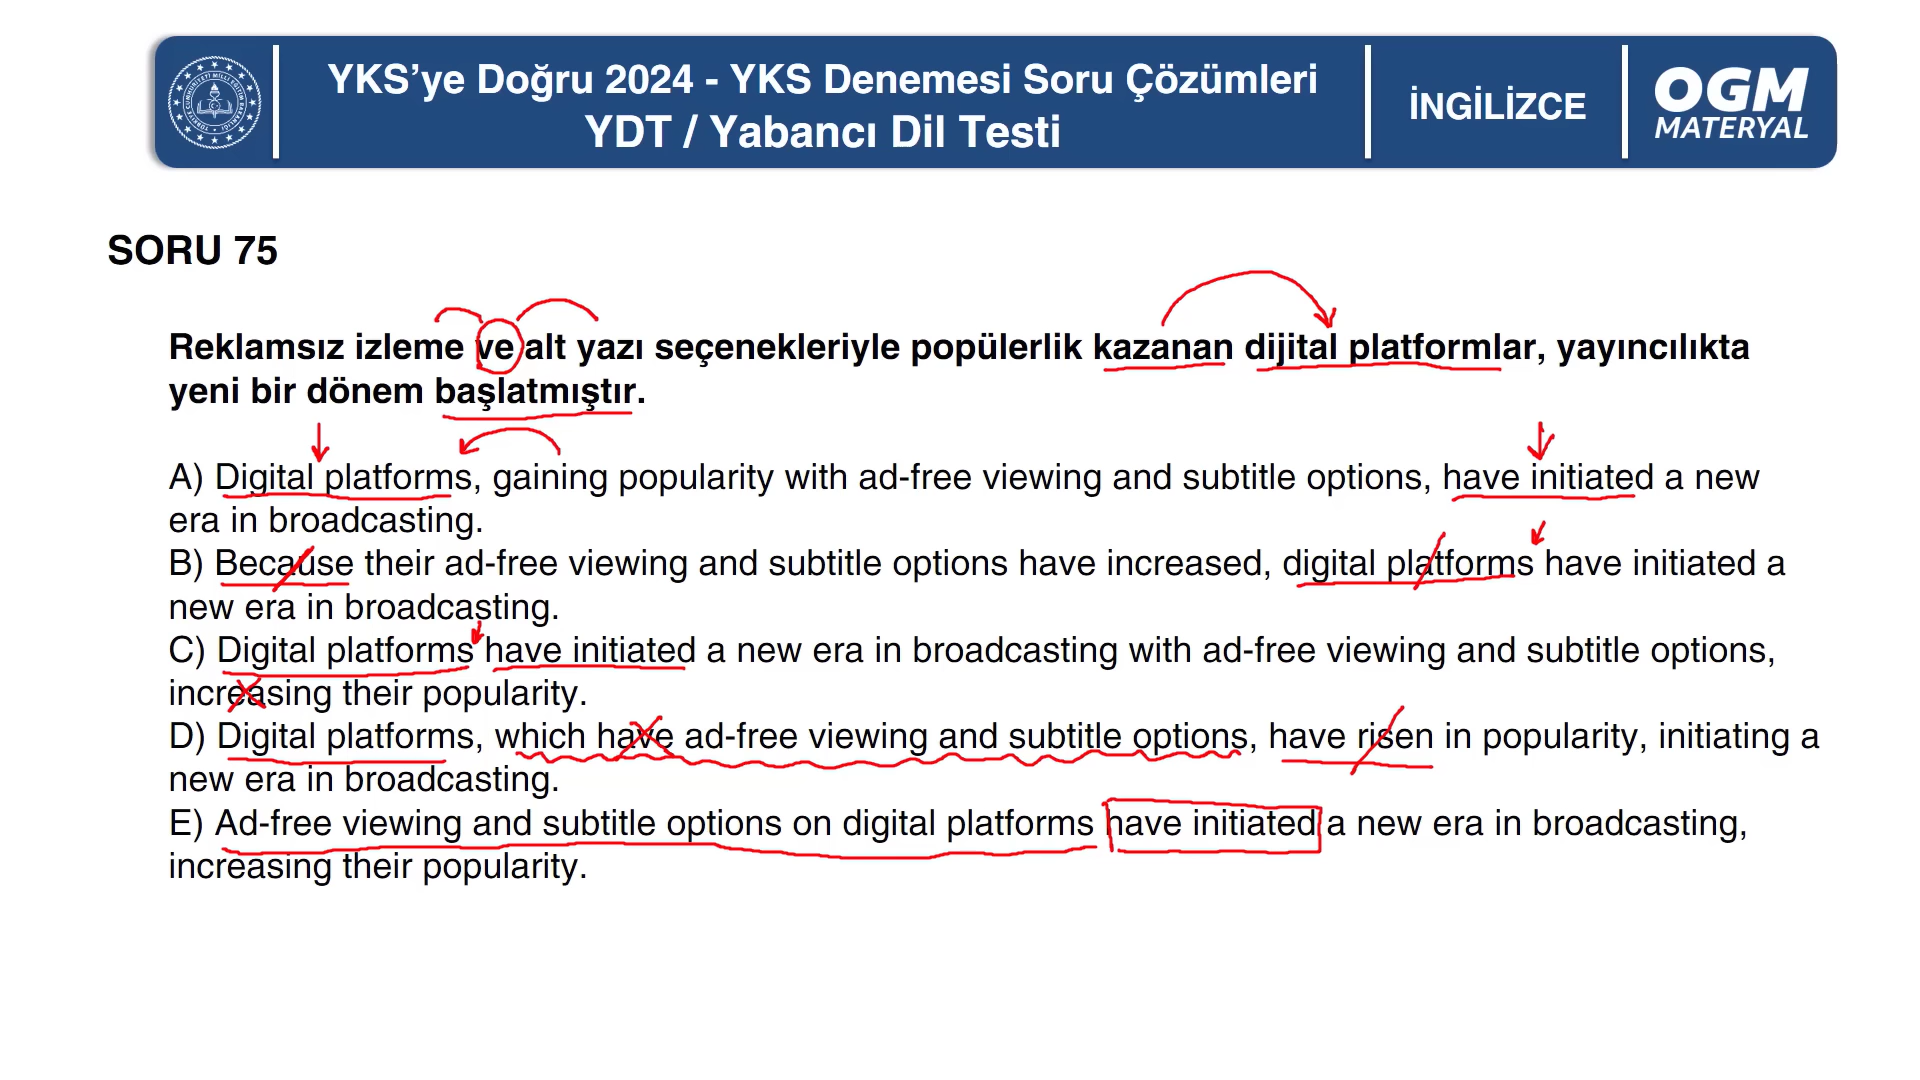 YKS'ye Doğru 2024 - YKS Denemesi Soru Çözümleri
YDT / Yabancı Dil Testi
İNGİLİZCE
OGM
MATERYAL
SORU 75
Reklamsız izleme ve alt yazı seçenekleriyle popülerlik kazanan dijital platformlar, yayıncılıkta
yeni bir dönem başlatmıştır.
A) Digital platforms, gaining popularity with ad-free viewing and subtitle options, have initiated a new
era in broadcasting.
B) Because their ad-free viewing and subtitle options have increased, digital platforms have initiated a
new era in broadcasting.
C) Digital platforms have initiated a new era in broadcasting with ad-free viewing and subtitle options,
increasing their popularity.
D) Digital platforms, which have ad-free viewing and subtitle options, have risen in popularity, initiating a
new era in broadcasting.
E) Ad-free viewing and subtitle options on digital platforms have initiated a new era in broadcasting,
increasing their popularity.